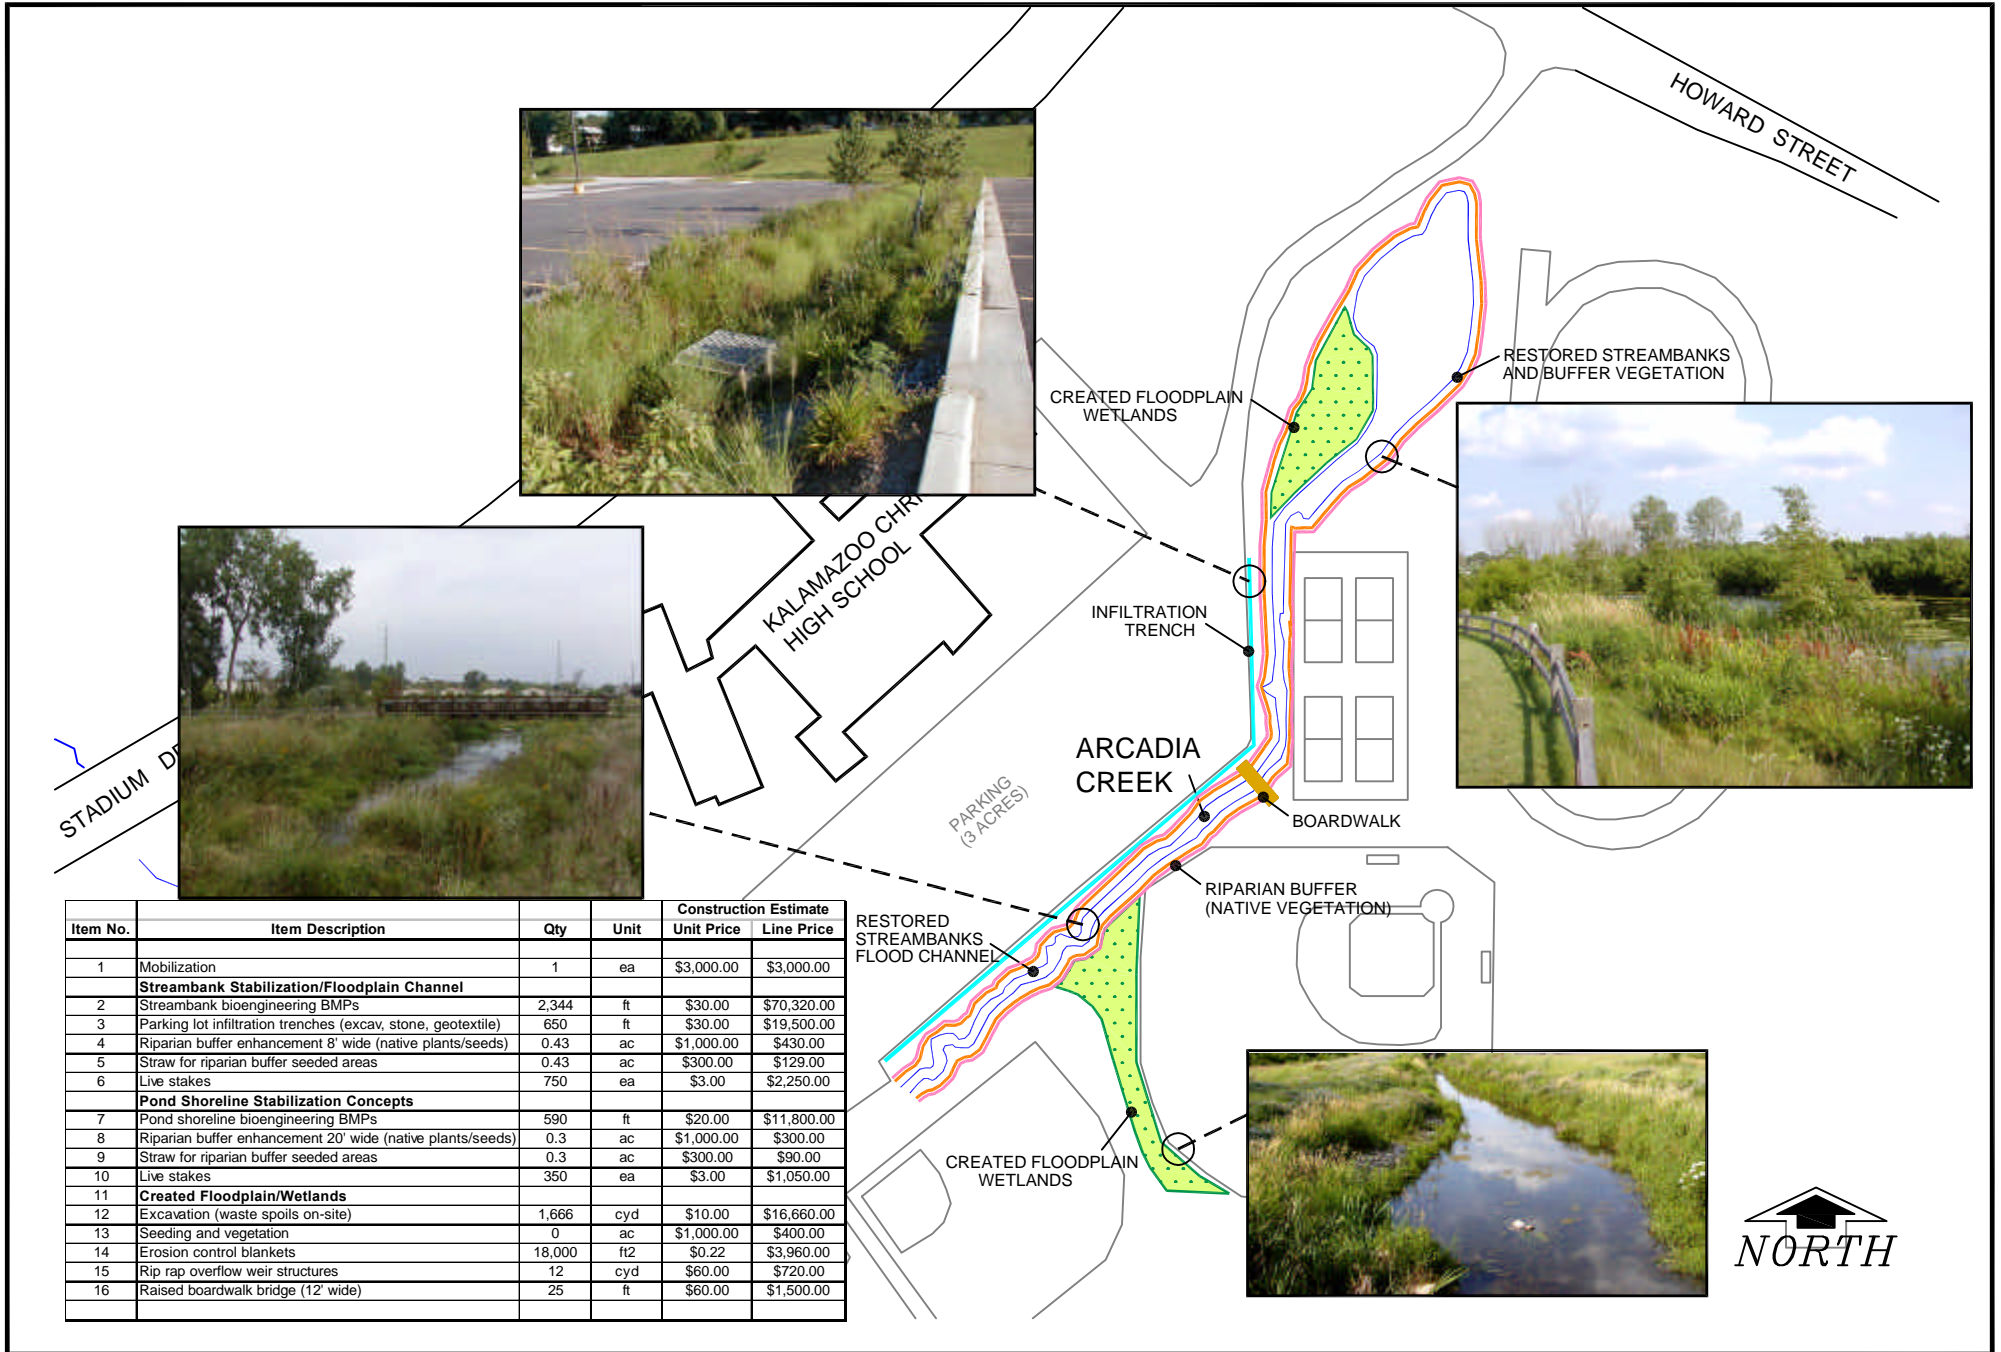 HOWARD STREET
RESTORED STREAMBANKS
AND BUFFER VEGETATION
CREATED FLOODPLAIN
WETLANDS
KALAMAZOO CHRI
HIGH SCHOOL
INFILTRATION
TRENCH
ARCADIA
CREEK
STADIUM
PARKING
(3 ACRES)
BOARDWALK
RIPARIAN BUFFER
(NATIVE VEGETATION)
RESTORED
STREAMBANKS
FLOOD CHANNEL
CREATED FLOODPLAIN
WETLANDS
NORTH
Construction Estimate
Item No. Item Description Qty Unit Unit Price Line Price
1 Mobilization 1 ea $3,000.00 $3,000.00
Streambank Stabilization/Floodplain Channel
2 Streambank bioengineering BMPs 2,344 ft $30.00 $70,320.00
3 Parking lot infiltration trenches (excav, stone, geotextile) 650 ft $30.00 $19,500.00
4 Riparian buffer enhancement 8' wide (native plants/seeds) 0.43 ac $1,000.00 $430.00
5 Straw for riparian buffer seeded areas 0.43 ac $300.00 $129.00
6 Live stakes 750 ea $3.00 $2,250.00
Pond Shoreline Stabilization Concepts
7 Pond shoreline bioengineering BMPs 590 ft $20.00 $11,800.00
8 Riparian buffer enhancement 20' wide (native plants/seeds) 0.3 ac $1,000.00 $300.00
9 Straw for riparian buffer seeded areas 0.3 ac $300.00 $90.00
10 Live stakes 350 ea $3.00 $1,050.00
11 Created Floodplain/Wetlands
12 Excavation (waste spoils on-site) 1,666 cyd $10.00 $16,660.00
13 Seeding and vegetation 0 ac $1,000.00 $400.00
14 Erosion control blankets 18,000 ft2 $0.22 $3,960.00
15 Rip rap overflow weir structures 12 cyd $60.00 $720.00
16 Raised boardwalk bridge (12' wide) 25 ft $60.00 $1,500.00